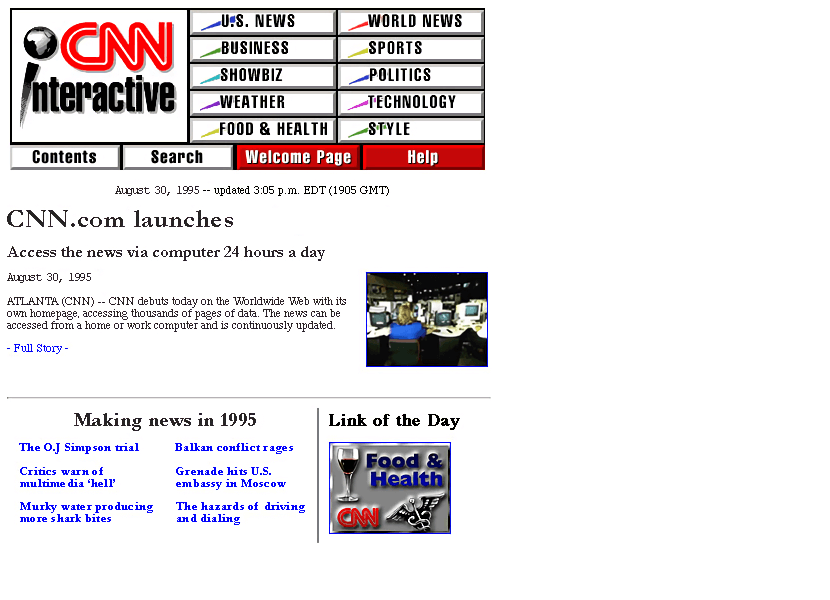 CNN
interactive
U.S. NEWS
WORLD NEWS
BUSINESS
SPORTS
SHOWBIZ
POLITICS
WEATHER
TECHNOLOGY
FOOD & HEALTH
STYLE
Contents
Search
Welcome Page
Help
August 30, 1995 -- updated 3:05 p.m. EDT (1905 GMT)
CNN.com launches
Access the news via computer 24 hours a day
August 30, 1995
ATLANTA (CNN) -- CNN debuts today on the Worldwide Web with its
own homepage, accessing thousands of pages of data. The news can be
accessed from a home or work computer and is continuously updated.
- Full Story -
Making news in 1995
The O.J Simpson trial
Critics warn of
multimedia ‘hell’
Murky water producing
more shark bites
Balkan conflict rages
Grenade hits U.S.
embassy in Moscow
The hazards of driving
and dialing
Link of the Day
Food &
Health
CNN